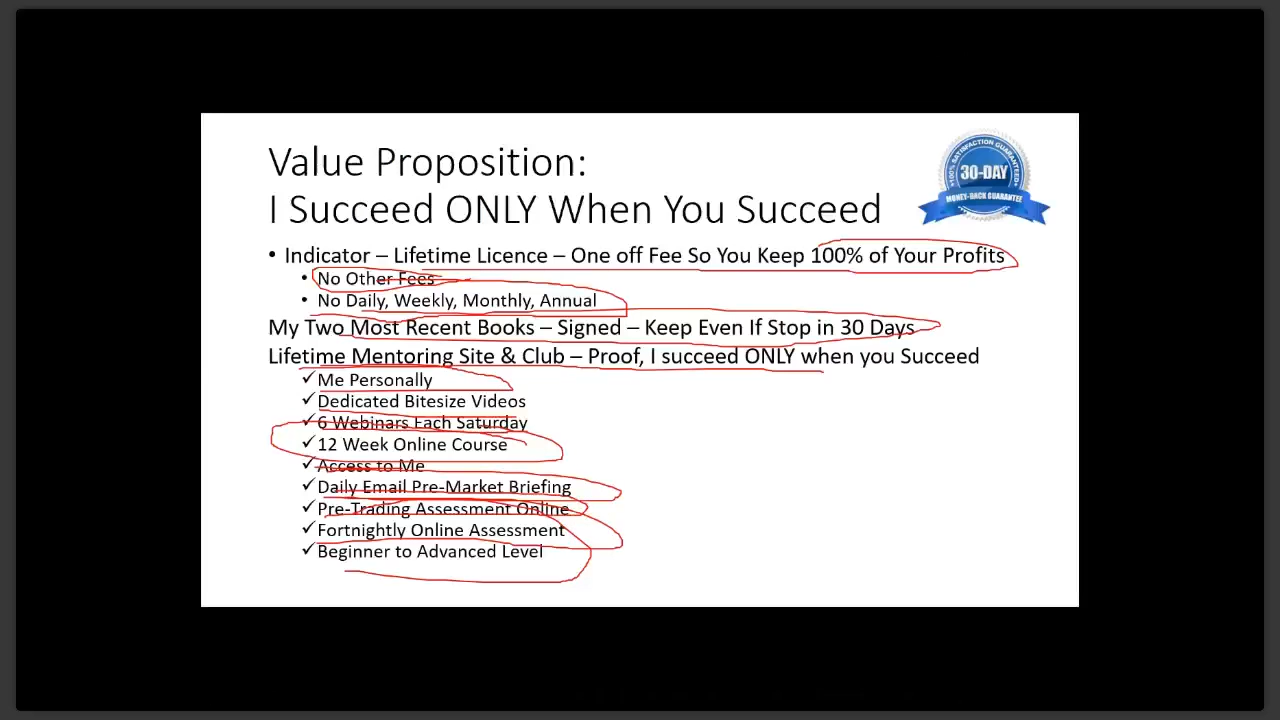 Value Proposition:
I Succeed ONLY When You Succeed
100% SATISFACTION GUARANTEED
30-DAY
MONEY-BACK GUARANTEE
• Indicator – Lifetime Licence – One off Fee So You Keep 100% of Your Profits
• No Other Fees
• No Daily, Weekly, Monthly, Annual
My Two Most Recent Books – Signed – Keep Even If Stop in 30 Days
Lifetime Mentoring Site & Club – Proof, I succeed ONLY when you Succeed
✓Me Personally
✓Dedicated Bitesize Videos
✓6 Webinars Each Saturday
✓12 Week Online Course
✓Access to Me
✓Daily Email Pre-Market Briefing
✓Pre-Trading Assessment Online
✓Fortnightly Online Assessment
✓Beginner to Advanced Level